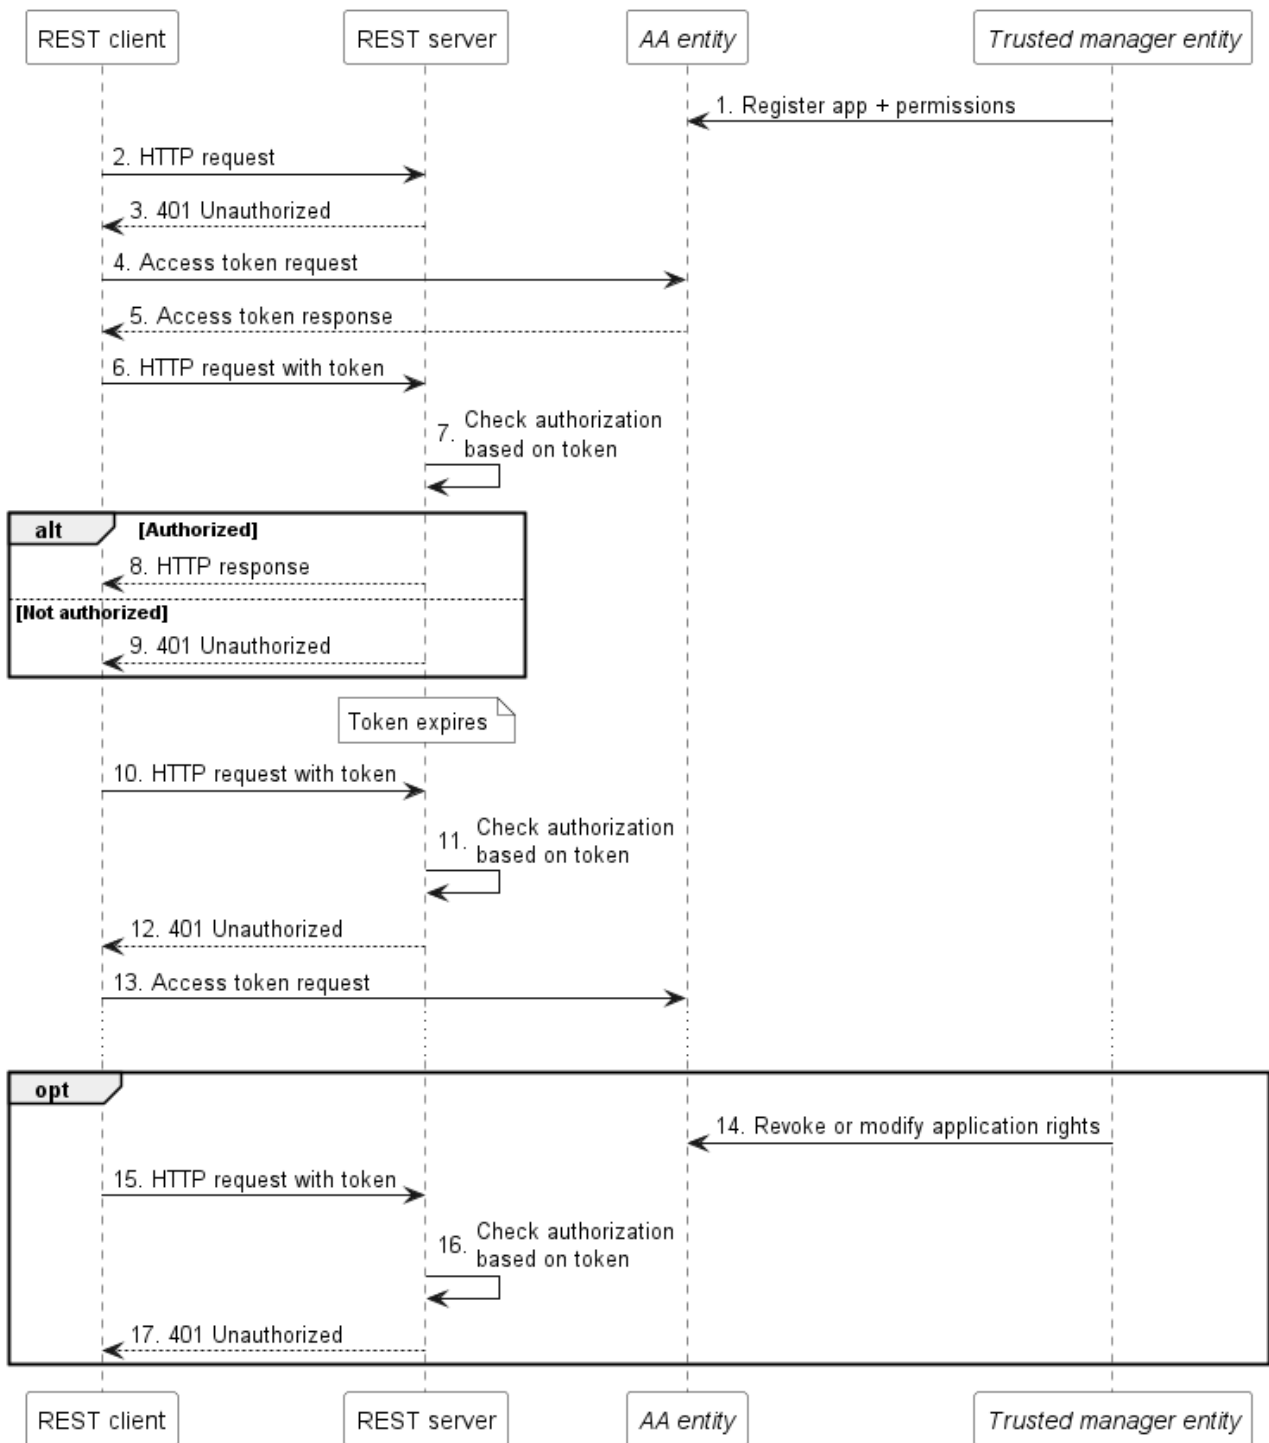 REST client
REST server
AA entity
Trusted manager entity
1. Register app + permissions
2. HTTP request
3. 401 Unauthorized
4. Access token request
5. Access token response
6. HTTP request with token
7. Check authorization
based on token
alt [Authorized]
8. HTTP response
[Not authorized]
9. 401 Unauthorized
Token expires
10. HTTP request with token
11. Check authorization
based on token
12. 401 Unauthorized
13. Access token request
opt
14. Revoke or modify application rights
15. HTTP request with token
16. Check authorization
based on token
17. 401 Unauthorized
REST client
REST server
AA entity
Trusted manager entity